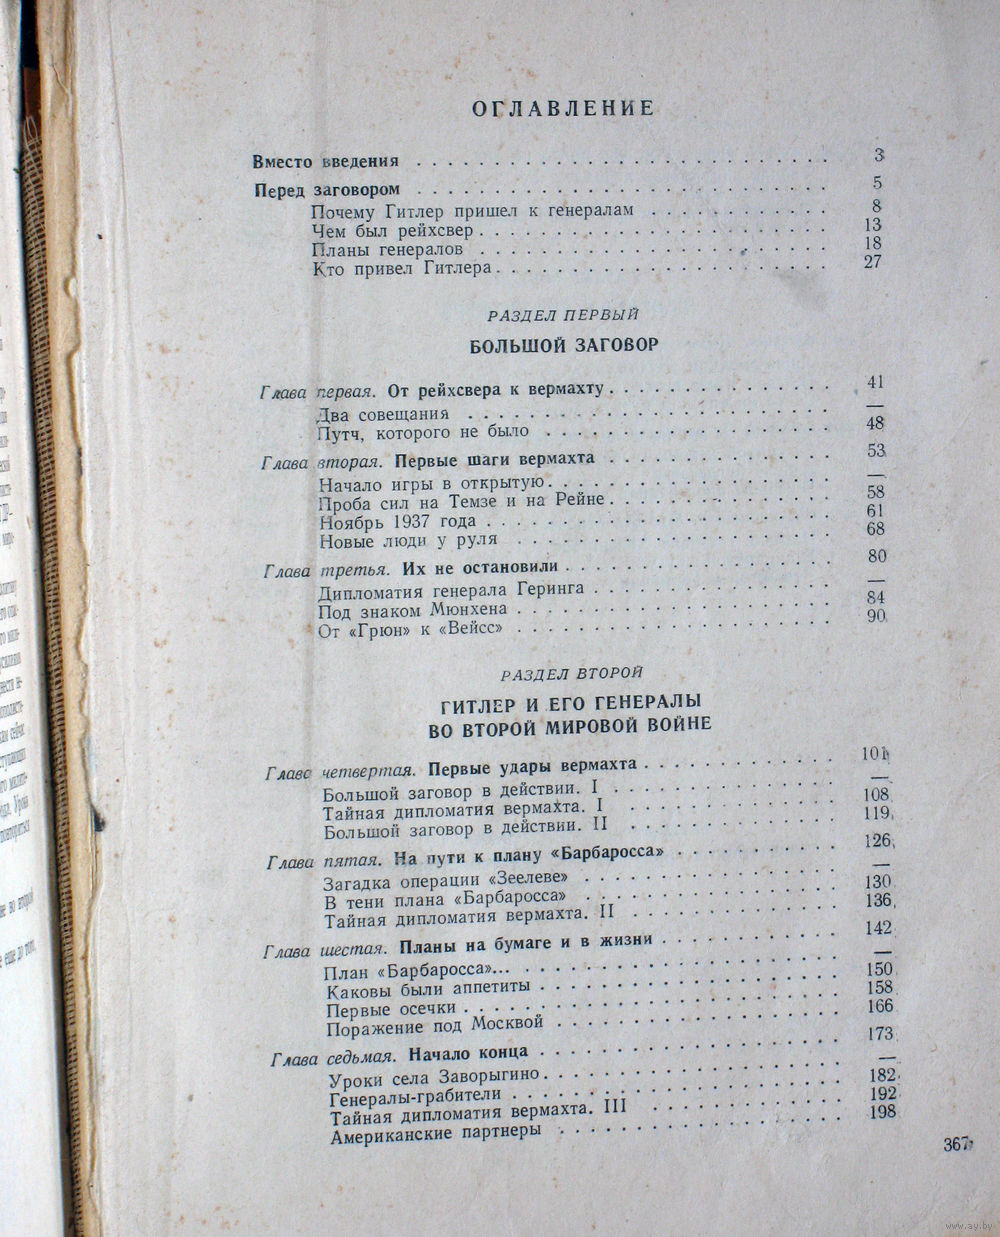 ОГЛАВЛЕНИЕ
Вместо введения . . . . . . . . . . . . . . . . . . . . . . . . . . . 3
Перед заговором . . . . . . . . . . . . . . . . . . . . . . . . . . . 5
Почему Гитлер пришел к генералам . . . . . . . . . . . . 8
Чем был рейхсвер . . . . . . . . . . . . . . . . . . . . . . . 13
Планы генералов . . . . . . . . . . . . . . . . . . . . . . . 18
Кто привел Гитлера . . . . . . . . . . . . . . . . . . . . . . 27
РАЗДЕЛ ПЕРВЫЙ
БОЛЬШОЙ ЗАГОВОР
Глава первая. От рейхсвера к вермахту . . . . . . . . . . . . . . . 41
Два совещания . . . . . . . . . . . . . . . . . . . . . . . . —
Путч, которого не было . . . . . . . . . . . . . . . . . . . 48
Глава вторая. Первые шаги вермахта . . . . . . . . . . . . . . . 53
Начало игры в открытую . . . . . . . . . . . . . . . . . . —
Проба сил на Темзе и на Рейне . . . . . . . . . . . . . . 58
Ноябрь 1937 года . . . . . . . . . . . . . . . . . . . . . . 61
Новые люди у руля . . . . . . . . . . . . . . . . . . . . . 68
Глава третья. Их не остановили . . . . . . . . . . . . . . . . . . 80
Дипломатия генерала Геринга . . . . . . . . . . . . . . . —
Под знаком Мюнхена . . . . . . . . . . . . . . . . . . . . 84
От «Грюн» к «Вейсс» . . . . . . . . . . . . . . . . . . . . 90
РАЗДЕЛ ВТОРОЙ
ГИТЛЕР И ЕГО ГЕНЕРАЛЫ
ВО ВТОРОЙ МИРОВОЙ ВОЙНЕ
Глава четвертая. Первые удары вермахта . . . . . . . . . . . . . 101
Большой заговор в действии. I . . . . . . . . . . . . . . —
Тайная дипломатия вермахта. I . . . . . . . . . . . . . . 108
Большой заговор в действии. II . . . . . . . . . . . . . 119
Глава пятая. На пути к плану «Барбаросса» . . . . . . . . . . . 126
Загадка операции «Зеелеве» . . . . . . . . . . . . . . . . —
В тени плана «Барбаросса» . . . . . . . . . . . . . . . . 130
Тайная дипломатия вермахта. II . . . . . . . . . . . . . 136
Глава шестая. Планы на бумаге и в жизни . . . . . . . . . . . . 142
План «Барбаросса»... . . . . . . . . . . . . . . . . . . . . —
Каковы были аппетиты . . . . . . . . . . . . . . . . . . . 150
Первые осечки . . . . . . . . . . . . . . . . . . . . . . . . 158
Поражение под Москвой . . . . . . . . . . . . . . . . . . 166
Глава седьмая. Начало конца . . . . . . . . . . . . . . . . . . . . 173
Уроки села Заворыгино . . . . . . . . . . . . . . . . . . . —
Генералы-грабители . . . . . . . . . . . . . . . . . . . . . 182
Тайная дипломатия вермахта. III . . . . . . . . . . . . . 192
Американские партнеры . . . . . . . . . . . . . . . . . . 198
367
www.ay.by